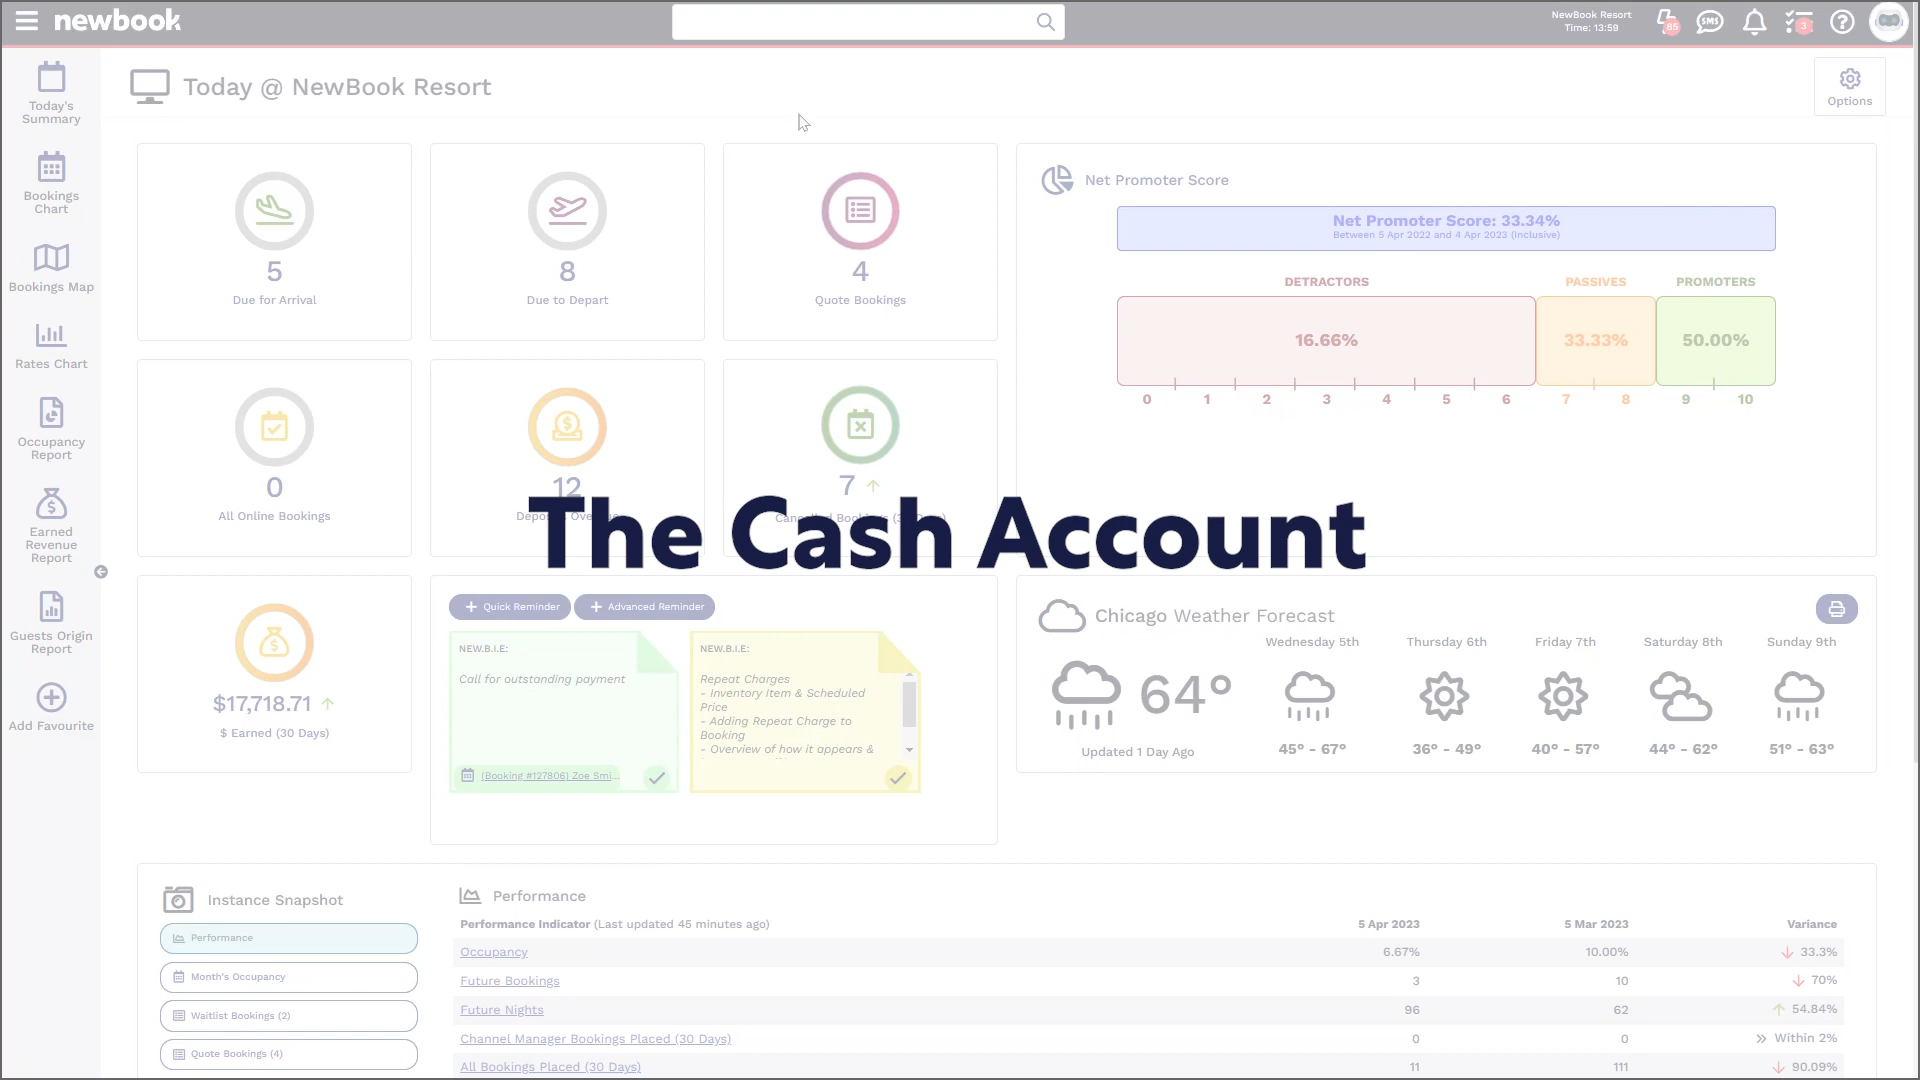 newbook
NewBook Resort
Time: 13:59
85
SMS
3
Today @ NewBook Resort
Options
Today's
Summary
Bookings
Chart
Bookings Map
Rates Chart
Occupancy
Report
Earned
Revenue
Report
Guests Origin
Report
Add Favourite
5
Due for Arrival
8
Due to Depart
4
Quote Bookings
0
All Online Bookings
12
7
The Cash Account
$17,718.71
$ Earned (30 Days)
Net Promoter Score
Net Promoter Score: 33.34%
Between 5 Apr 2022 and 4 Apr 2023 (Inclusive)
DETRACTORS PASSIVES PROMOTERS
16.66% 33.33% 50.00%
0 1 2 3 4 5 6 7 8 9 10
Quick Reminder Advanced Reminder
NEW.B.I.E:
Call for outstanding payment
(Booking #127806) Zoe Smi...
NEW.B.I.E:
Repeat Charges
- Inventory Item & Scheduled
Price
- Adding Repeat Charge to
Booking
- Overview of how it appears &
Chicago Weather Forecast
64°
Updated 1 Day Ago
Wednesday 5th Thursday 6th Friday 7th Saturday 8th Sunday 9th
45° - 67° 36° - 49° 40° - 57° 44° - 62° 51° - 63°
Instance Snapshot
Performance
Month's Occupancy
Waitlist Bookings (2)
Quote Bookings (4)
Performance
Performance Indicator (Last updated 45 minutes ago) 5 Apr 2023 5 Mar 2023 Variance
Occupancy 6.67% 10.00% 33.3%
Future Bookings 3 10 70%
Future Nights 96 62 54.84%
Channel Manager Bookings Placed (30 Days) 0 0 Within 2%
All Bookings Placed (30 Days) 11 111 90.09%